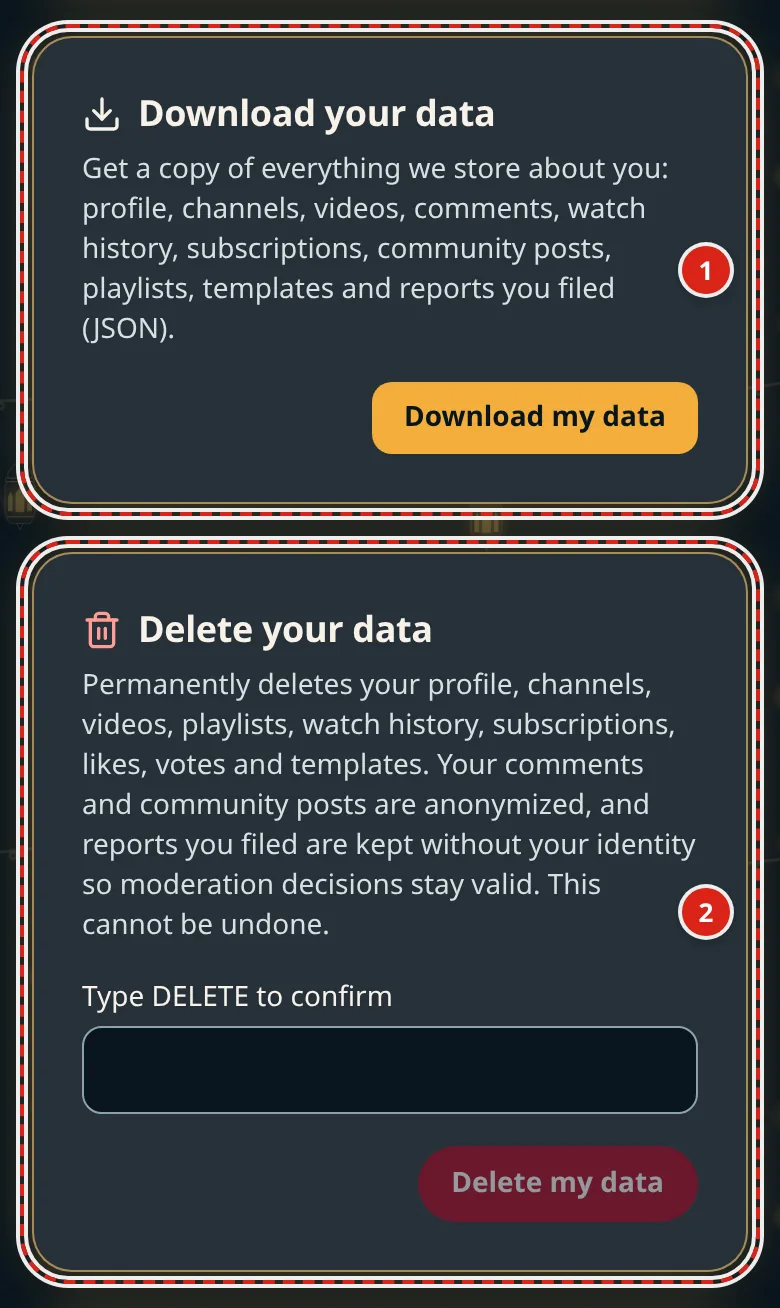 Download your data
Get a copy of everything we store about you:
profile, channels, videos, comments, watch
history, subscriptions, community posts,
playlists, templates and reports you filed
(JSON).
1
Download my data
Delete your data
Permanently deletes your profile, channels,
videos, playlists, watch history, subscriptions,
likes, votes and templates. Your comments
and community posts are anonymized, and
reports you filed are kept without your identity
so moderation decisions stay valid. This
cannot be undone.
2
Type DELETE to confirm
Delete my data